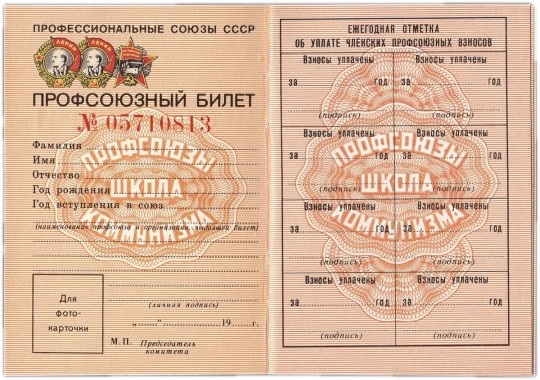 ПРОФЕССИОНАЛЬНЫЕ СОЮЗЫ СССР
ЛЕНИН
ЛЕНИН
ПРОФСОЮЗНЫЙ БИЛЕТ
№ 05710813
Фамилия
Имя
Отчество
Год рождения
Год вступления в союз
(наименование профсоюза и организации, выдавшей билет)
ПРОФСОЮЗЫ
ШКОЛА
КОММУНИЗМА
Для
фото-
карточки
(личная подпись)
„......" 19......г.
М.П. Председатель
комитета
ЕЖЕГОДНАЯ ОТМЕТКА
ОБ УПЛАТЕ ЧЛЕНСКИХ ПРОФСОЮЗНЫХ ВЗНОСОВ
Взносы уплачены Взносы уплачены
за год за год
(подпись) (подпись)
Взносы уплачены Взносы уплачены
за год за год
(подпись) (подпись)
Взносы уплачены Взносы уплачены
за год за год
(подпись) (подпись)
Взносы уплачены Взносы уплачены
за год за год
(подпись) (подпись)
ПРОФСОЮЗЫ
ШКОЛА
КОММУНИЗМА